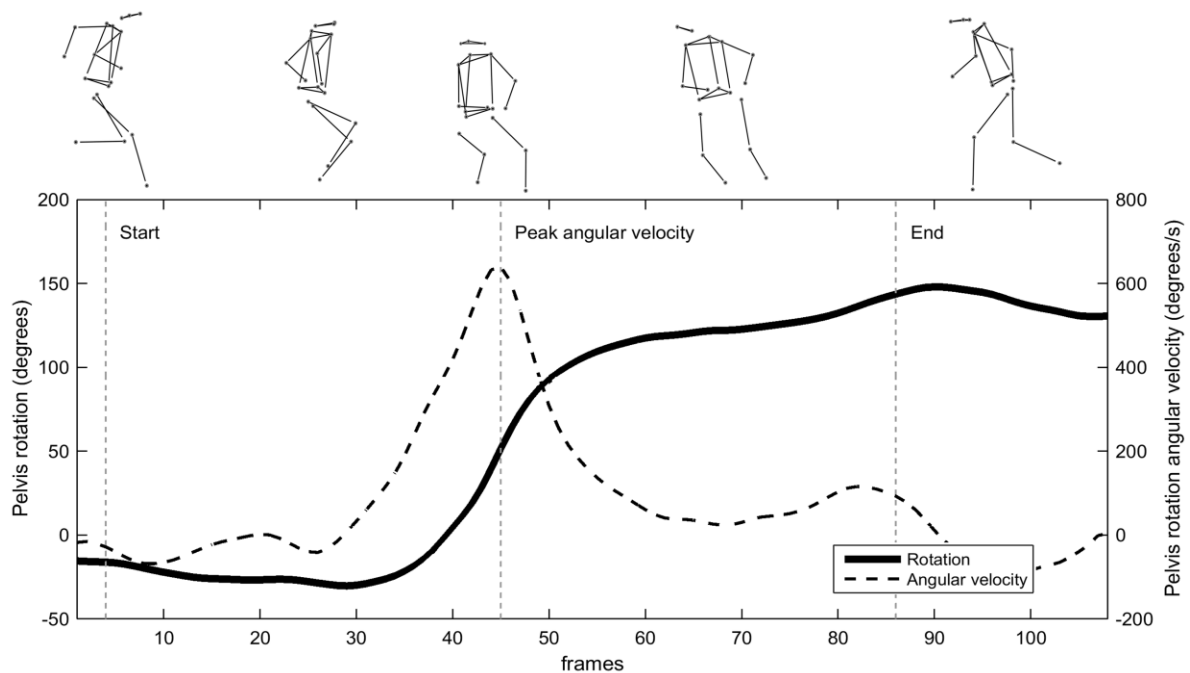 200
150
100
50
0
-50
Pelvis rotation (degrees)
Start
Peak angular velocity
End
800
600
400
200
0
-200
Pelvis rotation angular velocity (degrees/s)
Rotation
Angular velocity
10 20 30 40 50 60 70 80 90 100
frames